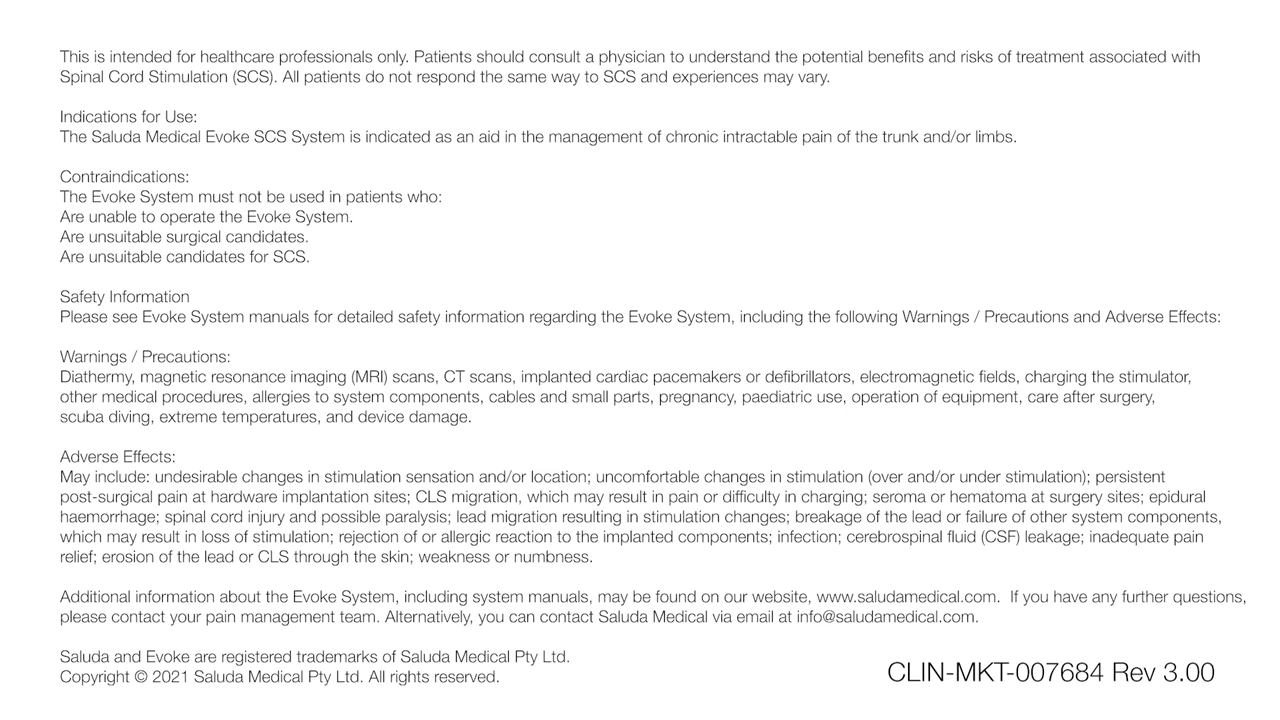 This is intended for healthcare professionals only. Patients should consult a physician to understand the potential benefits and risks of treatment associated with
Spinal Cord Stimulation (SCS). All patients do not respond the same way to SCS and experiences may vary.
Indications for Use:
The Saluda Medical Evoke SCS System is indicated as an aid in the management of chronic intractable pain of the trunk and/or limbs.
Contraindications:
The Evoke System must not be used in patients who:
Are unable to operate the Evoke System.
Are unsuitable surgical candidates.
Are unsuitable candidates for SCS.
Safety Information
Please see Evoke System manuals for detailed safety information regarding the Evoke System, including the following Warnings / Precautions and Adverse Effects:
Warnings / Precautions:
Diathermy, magnetic resonance imaging (MRI) scans, CT scans, implanted cardiac pacemakers or defibrillators, electromagnetic fields, charging the stimulator,
other medical procedures, allergies to system components, cables and small parts, pregnancy, paediatric use, operation of equipment, care after surgery,
scuba diving, extreme temperatures, and device damage.
Adverse Effects:
May include: undesirable changes in stimulation sensation and/or location; uncomfortable changes in stimulation (over and/or under stimulation); persistent
post-surgical pain at hardware implantation sites; CLS migration, which may result in pain or difficulty in charging; seroma or hematoma at surgery sites; epidural
haemorrhage; spinal cord injury and possible paralysis; lead migration resulting in stimulation changes; breakage of the lead or failure of other system components,
which may result in loss of stimulation; rejection of or allergic reaction to the implanted components; infection; cerebrospinal fluid (CSF) leakage; inadequate pain
relief; erosion of the lead or CLS through the skin; weakness or numbness.
Additional information about the Evoke System, including system manuals, may be found on our website, www.saludamedical.com. If you have any further questions,
please contact your pain management team. Alternatively, you can contact Saluda Medical via email at info@saludamedical.com.
Saluda and Evoke are registered trademarks of Saluda Medical Pty Ltd.
Copyright © 2021 Saluda Medical Pty Ltd. All rights reserved.
CLIN-MKT-007684 Rev 3.00